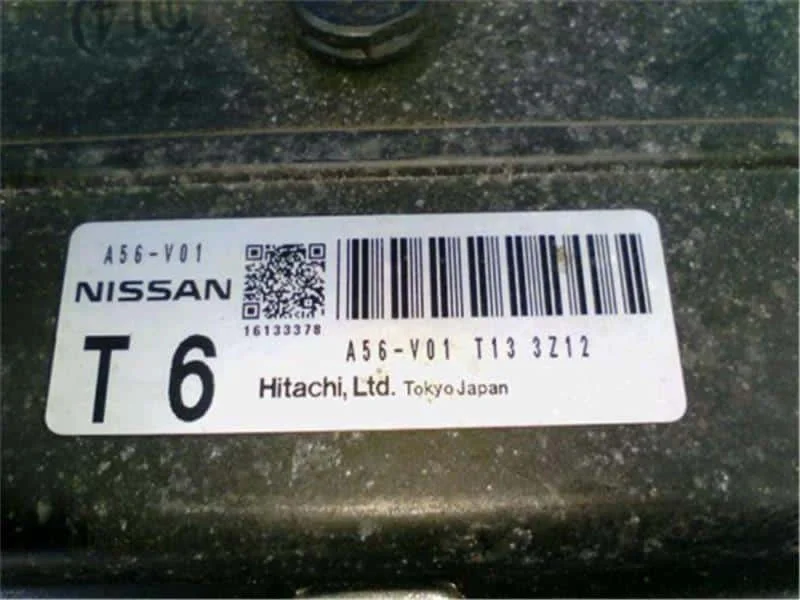 A56-V01
NISSAN
T 6
16133378
A56-V01 T13 3Z12
Hitachi, Ltd. Tokyo Japan